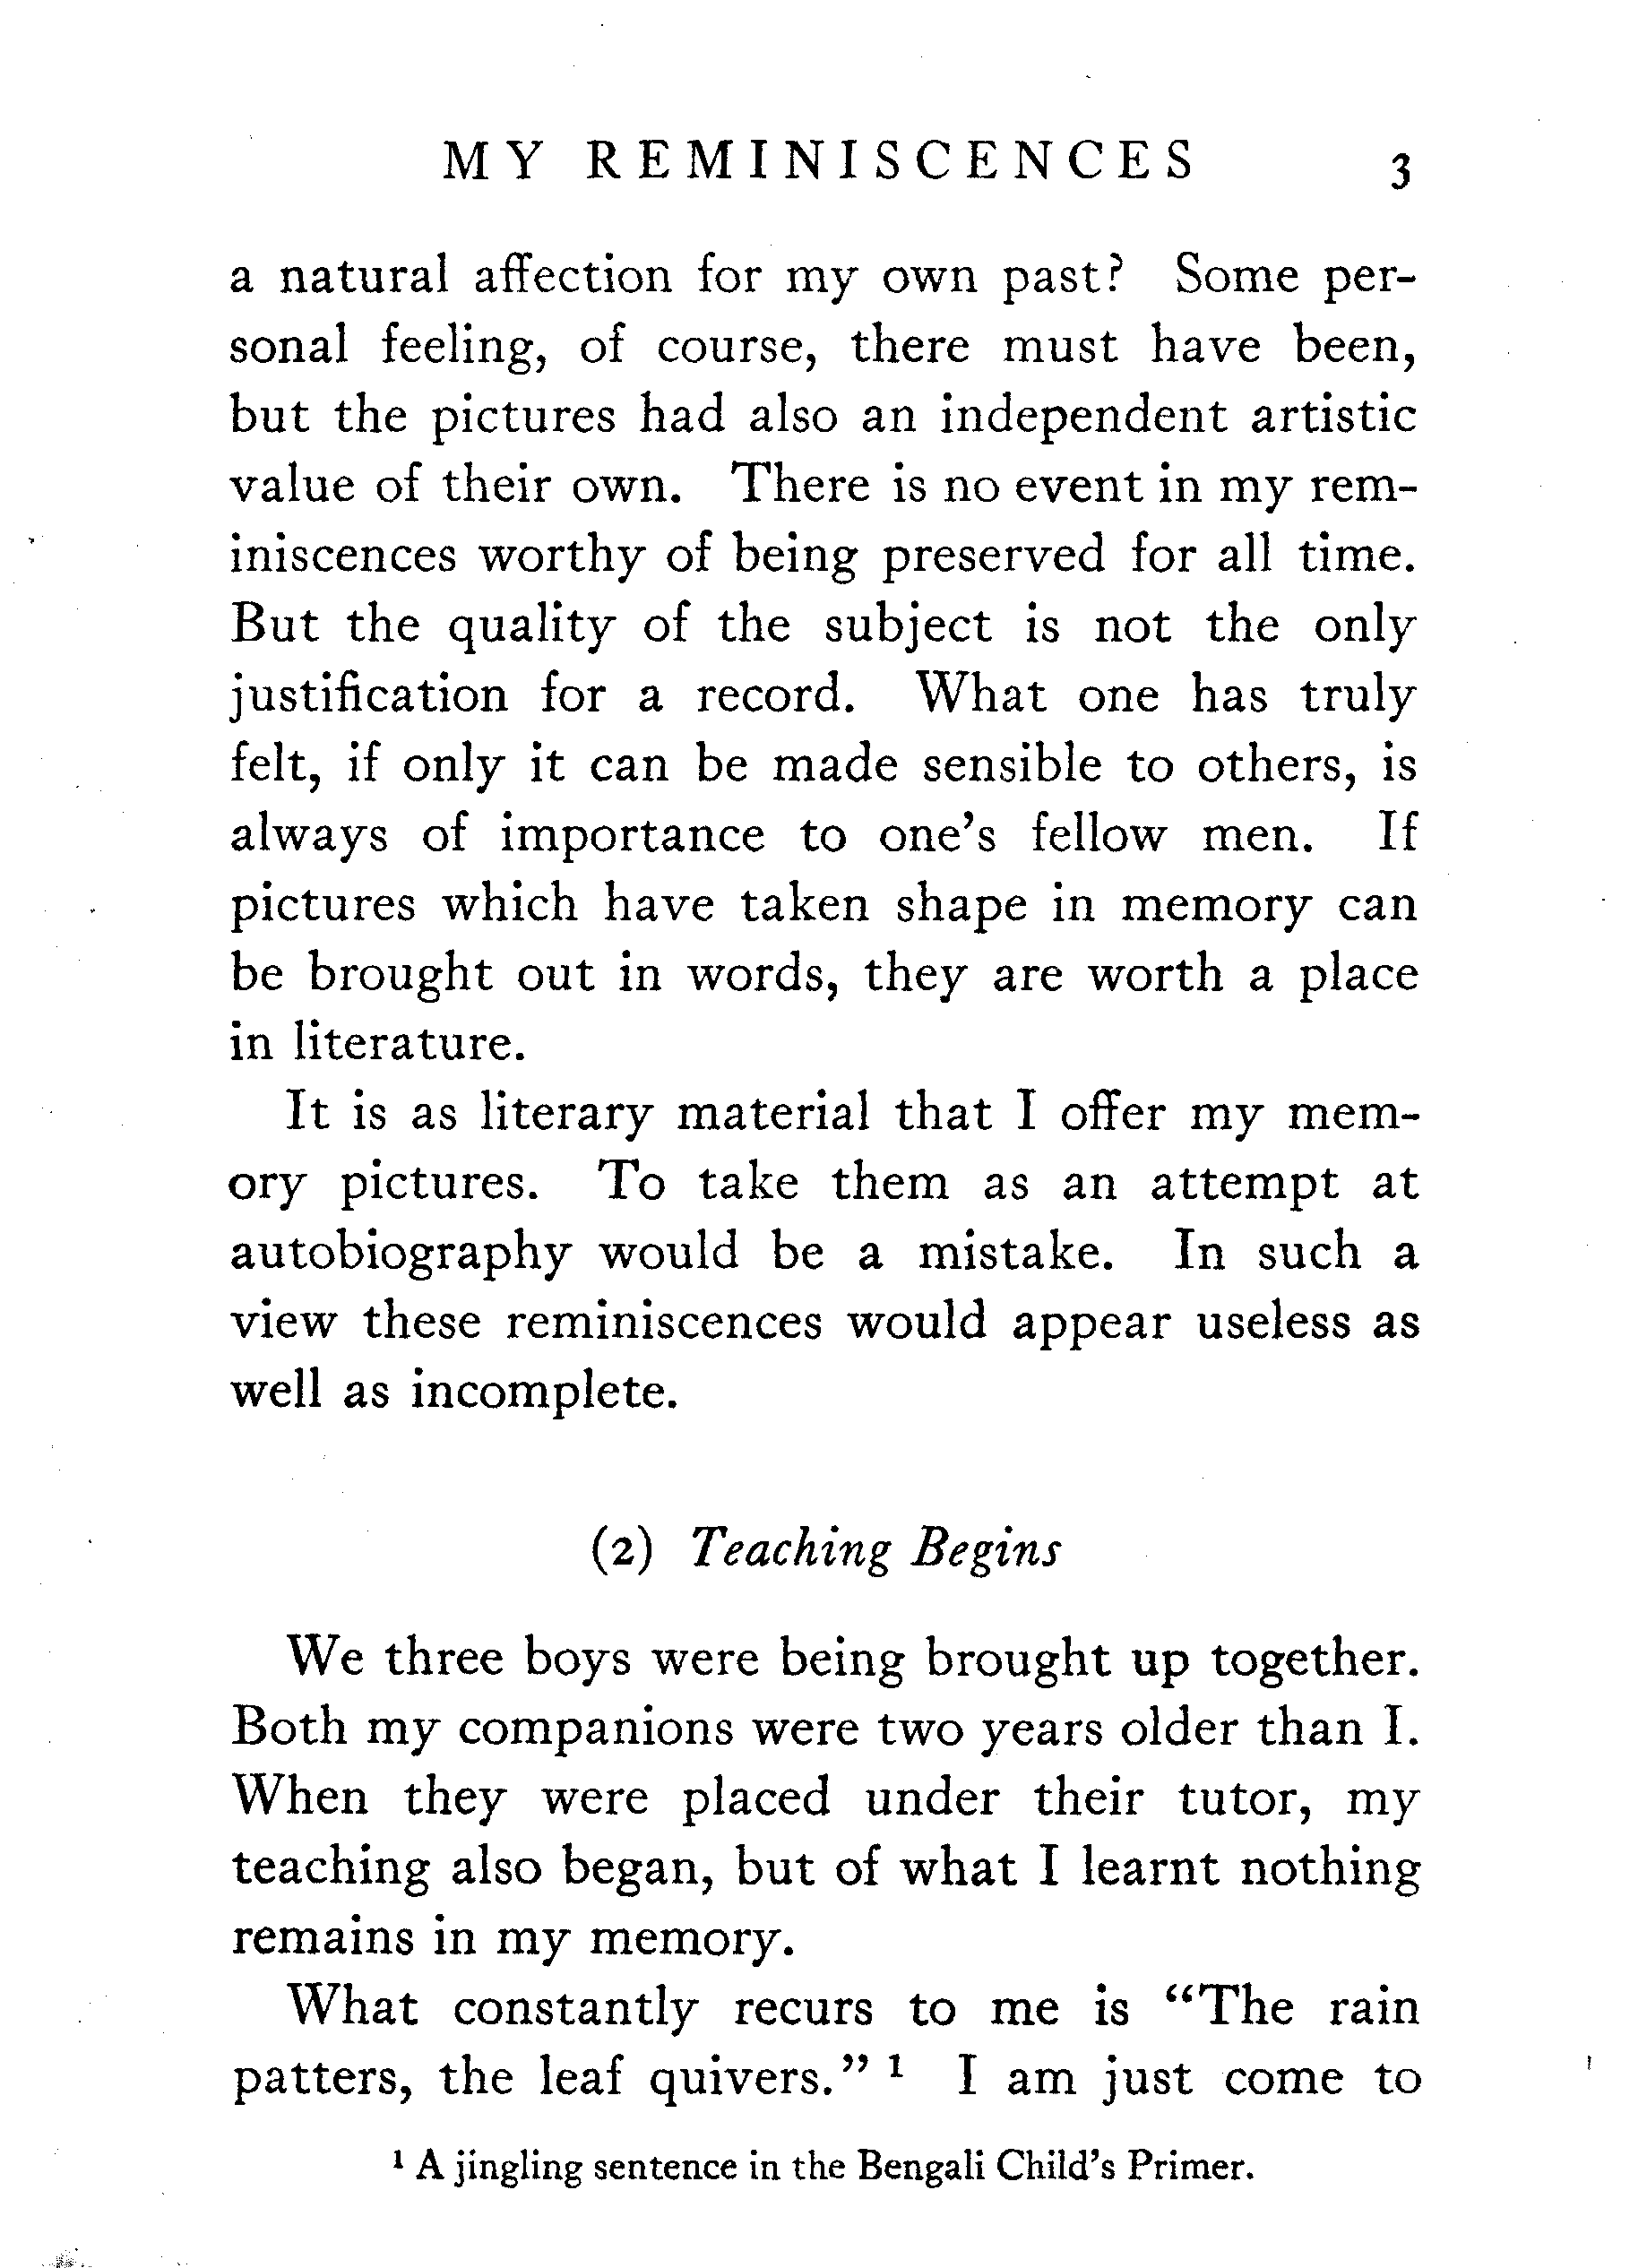 MY REMINISCENCES 3
a natural affection for my own past? Some per-
sonal feeling, of course, there must have been,
but the pictures had also an independent artistic
value of their own. There is no event in my rem-
iniscences worthy of being preserved for all time.
But the quality of the subject is not the only
justification for a record. What one has truly
felt, if only it can be made sensible to others, is
always of importance to one's fellow men. If
pictures which have taken shape in memory can
be brought out in words, they are worth a place
in literature.
It is as literary material that I offer my mem-
ory pictures. To take them as an attempt at
autobiography would be a mistake. In such a
view these reminiscences would appear useless as
well as incomplete.
(2) Teaching Begins
We three boys were being brought up together.
Both my companions were two years older than I.
When they were placed under their tutor, my
teaching also began, but of what I learnt nothing
remains in my memory.
What constantly recurs to me is “The rain
patters, the leaf quivers.” ¹ I am just come to
¹ A jingling sentence in the Bengali Child's Primer.